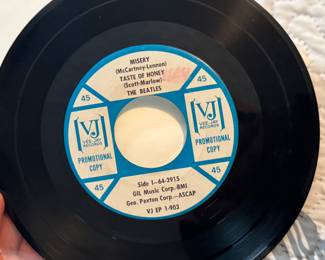 MISERY
(McCartney-Lennon)
TASTE OF HONEY
(Scott-Marlow)
THE BEATLES
45
45
VJ
VEE JAY
RECORDS
PROMOTIONAL
COPY
VJ
VEE JAY
RECORDS
PROMOTIONAL
COPY
45
45
Side 1—64-3915
GIL Music Corp.-BMI
Geo. Paxton Corp.—ASCAP
VJ EP 1-903